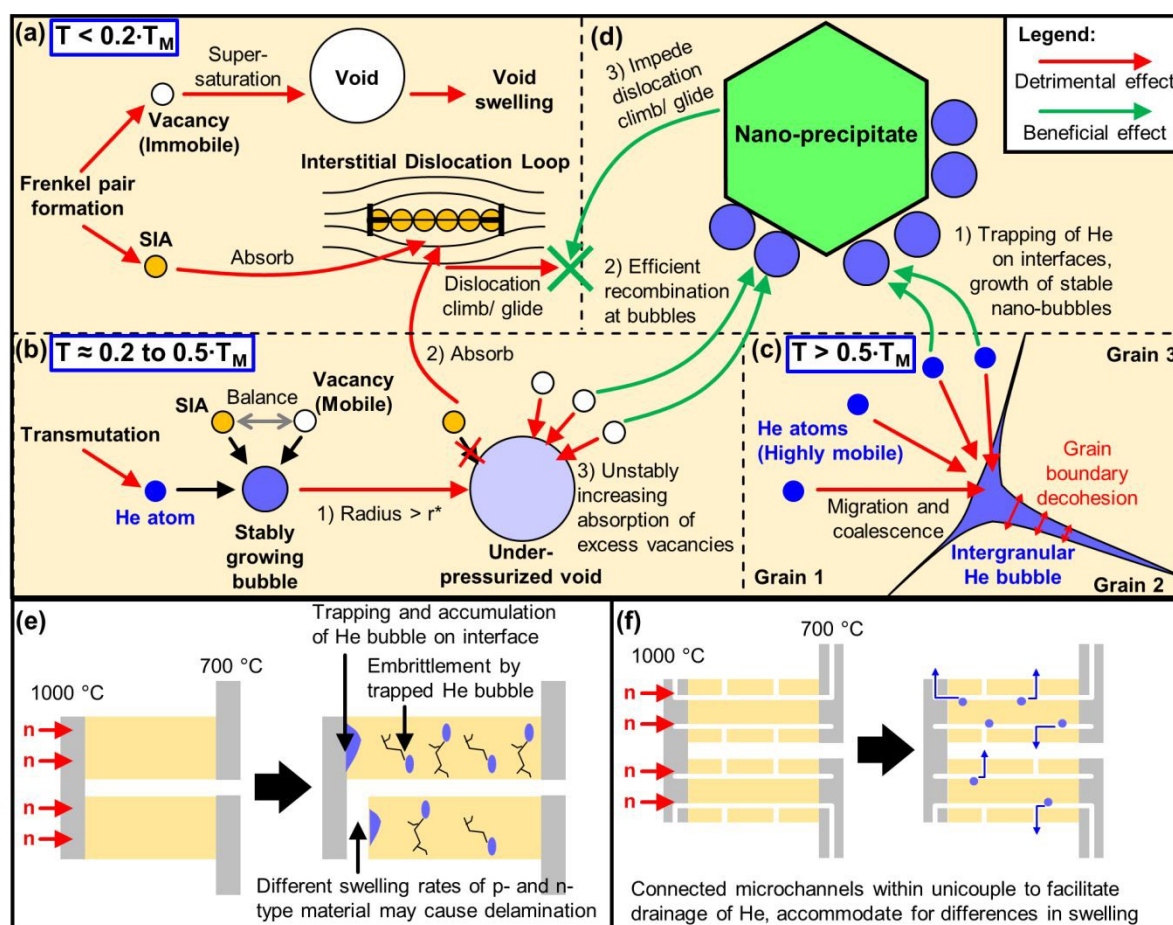 (a)
T < 0.2·T_M
Super-
saturation
Void
Void
swelling
Vacancy
(Immobile)
Frenkel pair
formation
SIA
Absorb
Interstitial Dislocation Loop
Dislocation
climb/ glide
(d)
3) Impede
dislocation
climb/ glide
Nano-precipitate
2) Efficient
recombination
at bubbles
1) Trapping of He
on interfaces,
growth of stable
nano-bubbles
Legend:
Detrimental effect
Beneficial effect
(b)
T ≈ 0.2 to 0.5·T_M
2) Absorb
SIA
Balance
Vacancy
(Mobile)
Transmutation
He atom
Stably
growing
bubble
1) Radius > r*
Under-
pressurized void
3) Unstably
increasing
absorption of
excess vacancies
(c)
T > 0.5·T_M
Grain 3
He atoms
(Highly mobile)
Grain
boundary
decohesion
Migration and
coalescence
Intergranular
He bubble
Grain 1
Grain 2
(e)
Trapping and accumulation
of He bubble on interface
700 °C
1000 °C
Embrittlement by
trapped He bubble
n
n
n
n
Different swelling rates of p- and n-
type material may cause delamination
(f)
700 °C
1000 °C
n
n
n
n
Connected microchannels within unicouple to facilitate
drainage of He, accommodate for differences in swelling